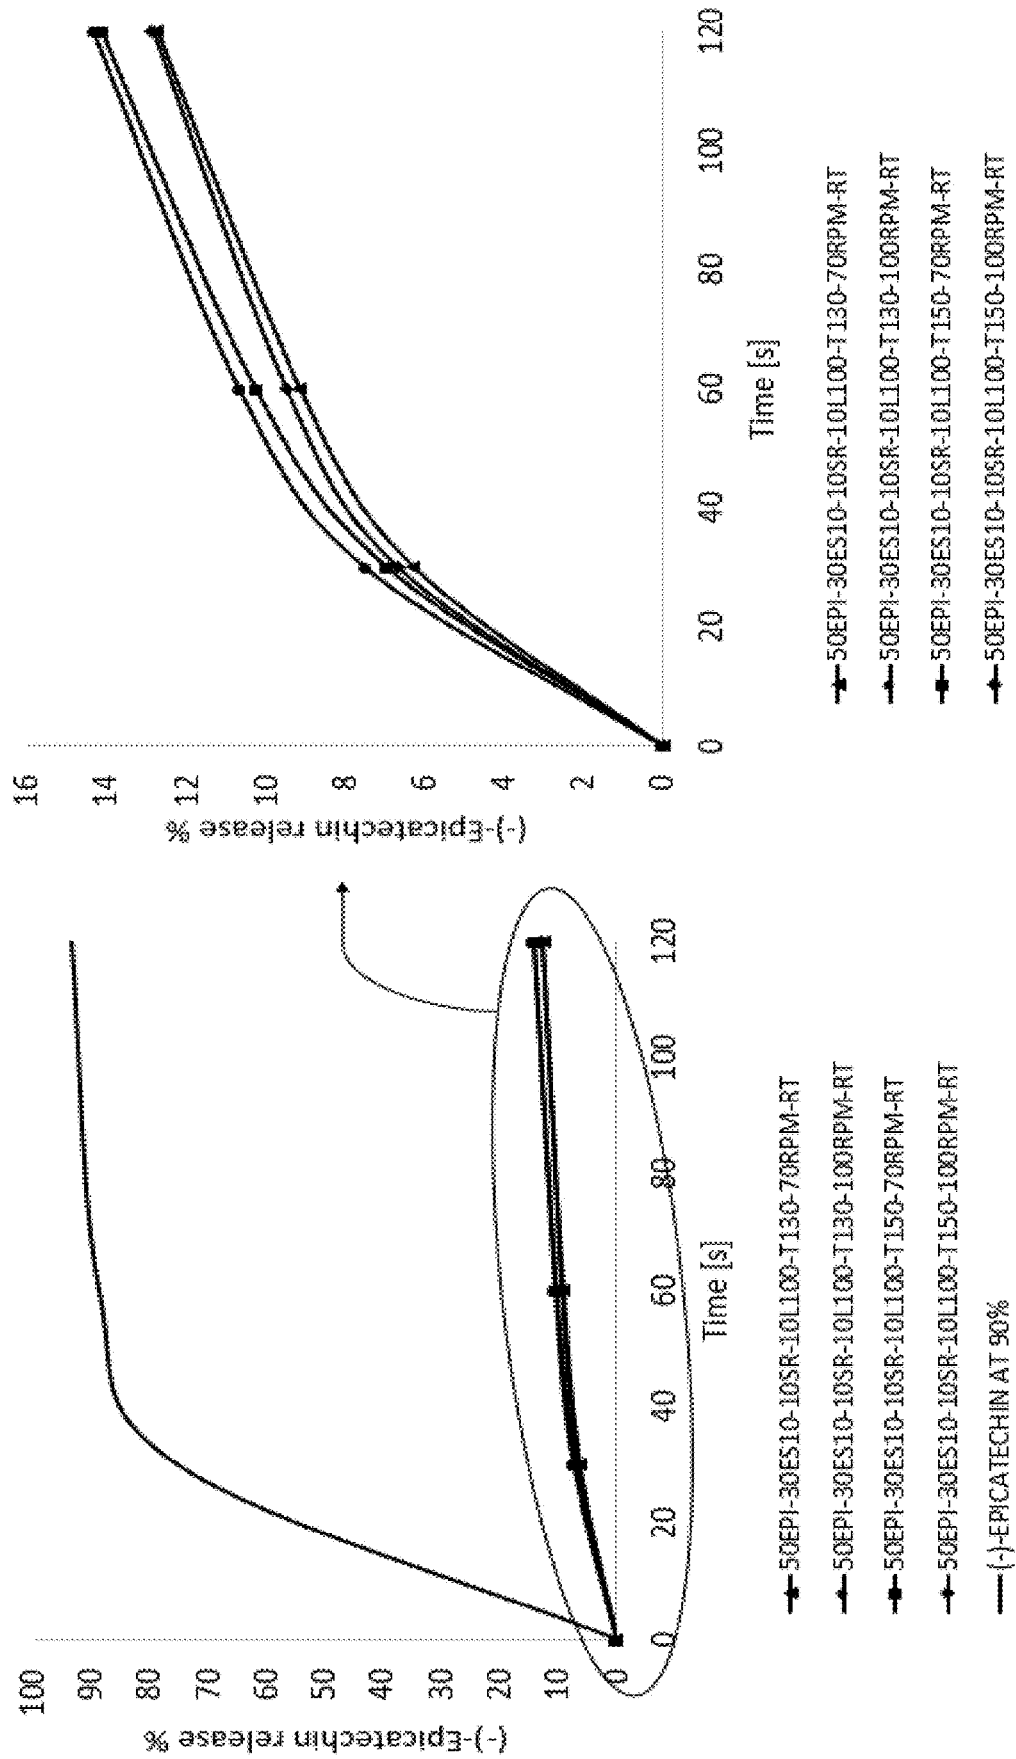 (-)-Epicatechin release %
100
90
80
70
60
50
40
30
20
10
0
0
20
40
60
80
100
120
Time [s]
50EPI-30ES10-10SR-10L100-T130-70RPM-RT
50EPI-30ES10-10SR-10L100-T130-100RPM-RT
50EPI-30ES10-10SR-10L100-T150-70RPM-RT
50EPI-30ES10-10SR-10L100-T150-100RPM-RT
(-)-EPICATECHIN AT 90%
(-)-Epicatechin release %
16
14
12
10
8
6
4
2
0
0
20
40
60
80
100
120
Time [s]
50EPI-30ES10-10SR-10L100-T130-70RPM-RT
50EPI-30ES10-10SR-10L100-T130-100RPM-RT
50EPI-30ES10-10SR-10L100-T150-70RPM-RT
50EPI-30ES10-10SR-10L100-T150-100RPM-RT